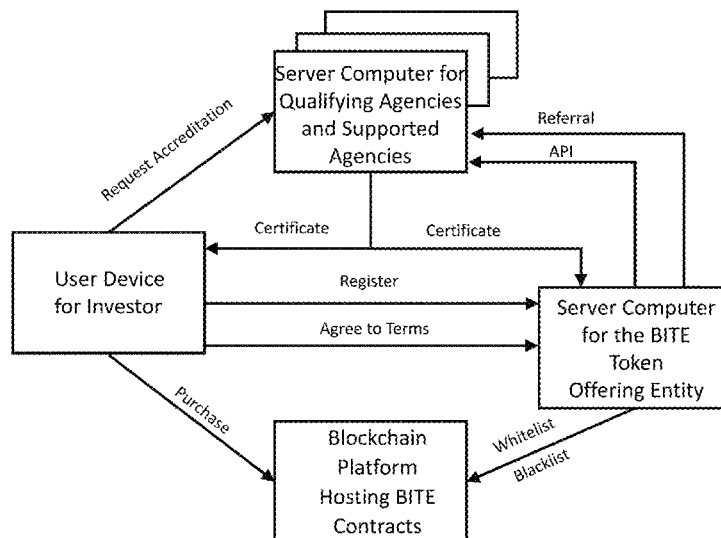 Server Computer for
Qualifying Agencies
and Supported
Agencies
Request Accreditation
Referral
API
Certificate
Certificate
User Device
for Investor
Register
Agree to Terms
Server Computer
for the BITE
Token
Offering Entity
Purchase
Whitelist
Blacklist
Blockchain
Platform
Hosting BITE
Contracts